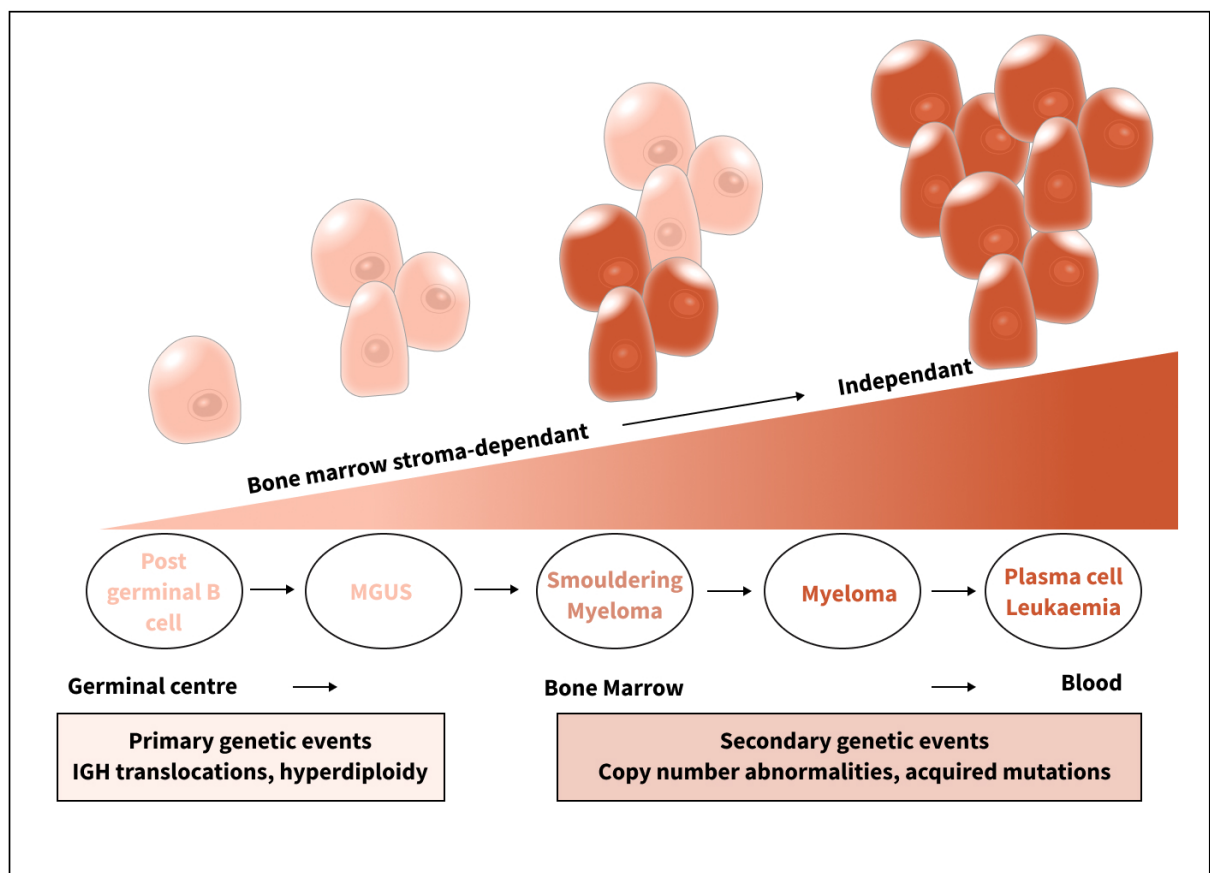 Independant
Bone marrow stroma-dependant
Post
germinal B
cell
MGUS
Smouldering
Myeloma
Myeloma
Plasma cell
Leukaemia
Germinal centre
Bone Marrow
Blood
Primary genetic events
IGH translocations, hyperdiploidy
Secondary genetic events
Copy number abnormalities, acquired mutations